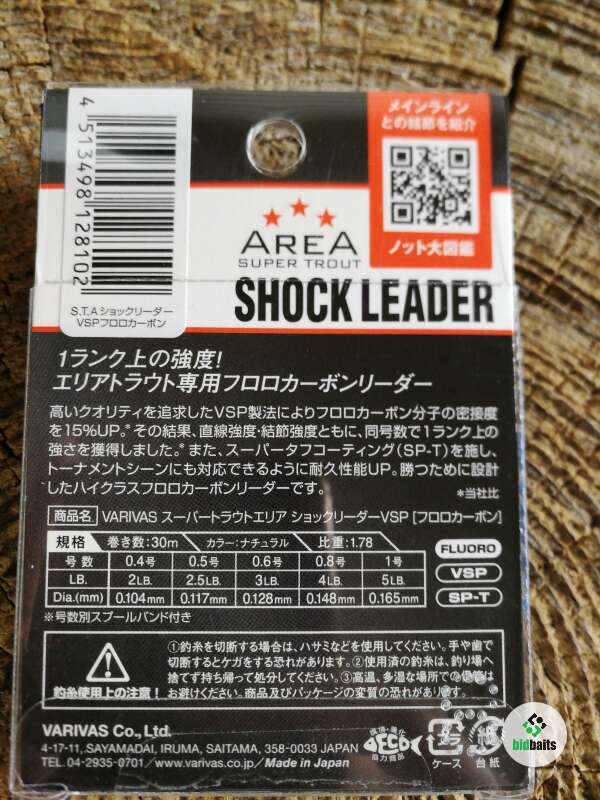 4 513498 128102
S.T.Aショックリーダー
VSPフロロカーボン
メインライン
との結節を紹介
ノット大図鑑
AREA
SUPER TROUT
SHOCK LEADER
1ランク上の強度!
エリアトラウト専用フロロカーボンリーダー
高いクオリティを追求したVSP製法によりフロロカーボン分子の密接度
を15%UP。*その結果、直線強度・結節強度ともに、同号数で1ランク上の
強さを獲得しました。*また、スーパータフコーティング(SP-T)を施し、
トーナメントシーンにも対応できるように耐久性能UP。勝つために設計
したハイクラスフロロカーボンリーダーです。
*当社比
商品名 VARIVAS スーパートラウトエリア ショックリーダーVSP [フロロカーボン]
規格 巻き数:30m カラー:ナチュラル 比重:1.78
号数 0.4号 0.5号 0.6号 0.8号 1号
LB. 2LB. 2.5LB. 3LB. 4LB. 5LB.
Dia.(mm) 0.104mm 0.117mm 0.128mm 0.148mm 0.165mm
FLUORO
VSP
SP-T
※号数別スプールバンド付き
釣糸使用上の注意!
①釣糸を切断する場合は、ハサミなどを使用してください。手や歯で
切断するとケガをする恐れがあります。②使用済の釣糸は、釣り場へ
捨てず持ち帰って処分してください。③高温、多湿な場所での保管は
お避けください。商品及びパッケージの変質の恐れがあります。
VARIVAS Co., Ltd.
4-17-11, SAYAMADAI, IRUMA, SAITAMA, 358-0033 JAPAN
TEL. 04-2935-0701/www.varivas.co.jp/Made in Japan
環境・美化
ECO
協力商品
ケース
台紙
bidbaits